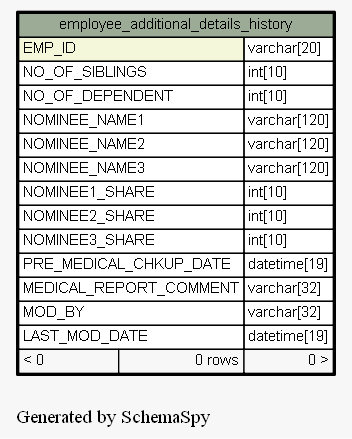 employee_additional_details_history
EMP_ID varchar[20]
NO_OF_SIBLINGS int[10]
NO_OF_DEPENDENT int[10]
NOMINEE_NAME1 varchar[120]
NOMINEE_NAME2 varchar[120]
NOMINEE_NAME3 varchar[120]
NOMINEE1_SHARE int[10]
NOMINEE2_SHARE int[10]
NOMINEE3_SHARE int[10]
PRE_MEDICAL_CHKUP_DATE datetime[19]
MEDICAL_REPORT_COMMENT varchar[32]
MOD_BY varchar[32]
LAST_MOD_DATE datetime[19]
< 0 0 rows 0 >
Generated by SchemaSpy